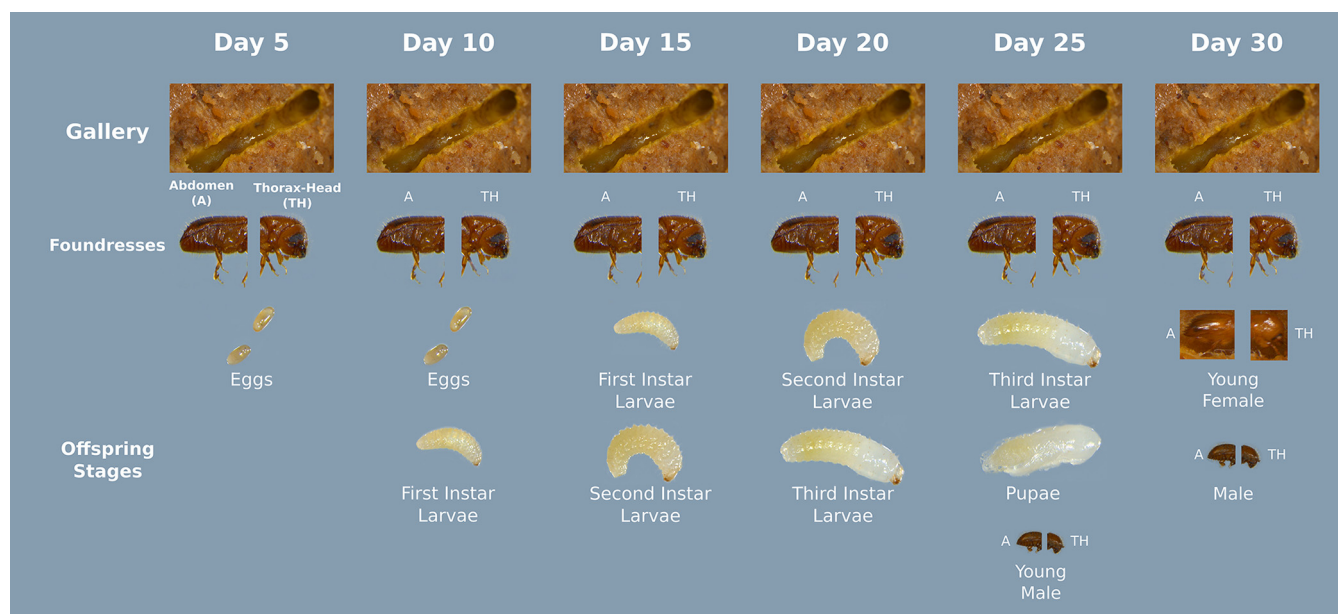 Day 5 Day 10 Day 15 Day 20 Day 25 Day 30
Gallery
Abdomen (A) Thorax-Head (TH) A TH A TH A TH A TH A TH
Foundresses
Eggs Eggs First Instar Larvae Second Instar Larvae Third Instar Larvae A TH Young Female
Offspring Stages
First Instar Larvae Second Instar Larvae Third Instar Larvae Pupae A TH Male
A TH
Young Male